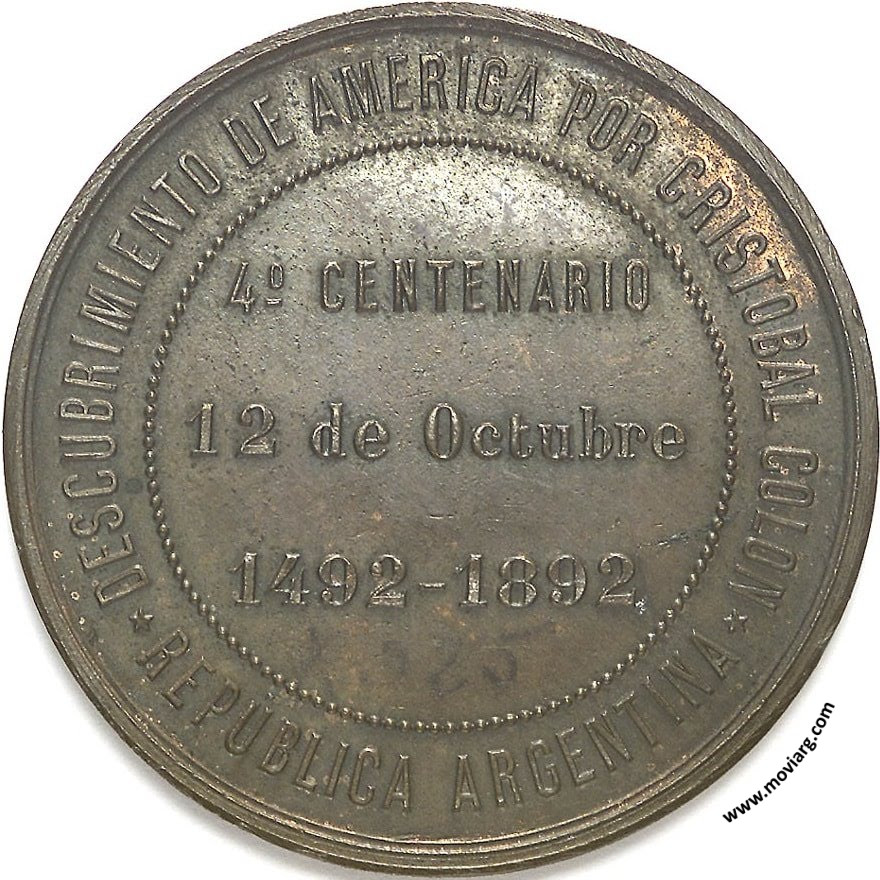 DESCUBRIMIENTO DE AMERICA POR CRISTOBAL COLON
4º CENTENARIO
12 de Octubre
1492-1892
* REPUBLICA ARGENTINA *
www.moviarg.com